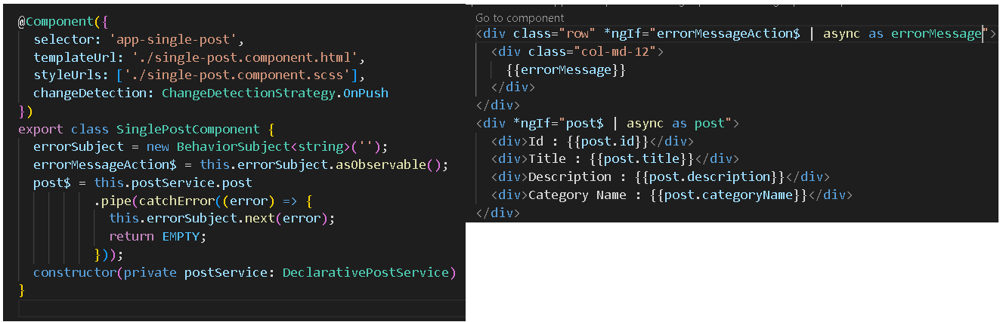 @Component({
selector: 'app-single-post',
templateUrl: './single-post.component.html',
styleUrls: ['./single-post.component.scss'],
changeDetection: ChangeDetectionStrategy.OnPush
})
export class SinglePostComponent {
errorSubject = new BehaviorSubject<string>('');
errorMessageAction$ = this.errorSubject.asObservable();
post$ = this.postService.post
.pipe(catchError((error) => {
this.errorSubject.next(error);
return EMPTY;
}));
constructor(private postService: DeclarativePostService)
}
Go to component
<div class="row" *ngIf="errorMessageAction$ | async as errorMessage">
<div class="col-md-12">
{{errorMessage}}
</div>
</div>
<div *ngIf="post$ | async as post">
<div>Id : {{post.id}}</div>
<div>Title : {{post.title}}</div>
<div>Description : {{post.description}}</div>
<div>Category Name : {{post.categoryName}}</div>
</div>